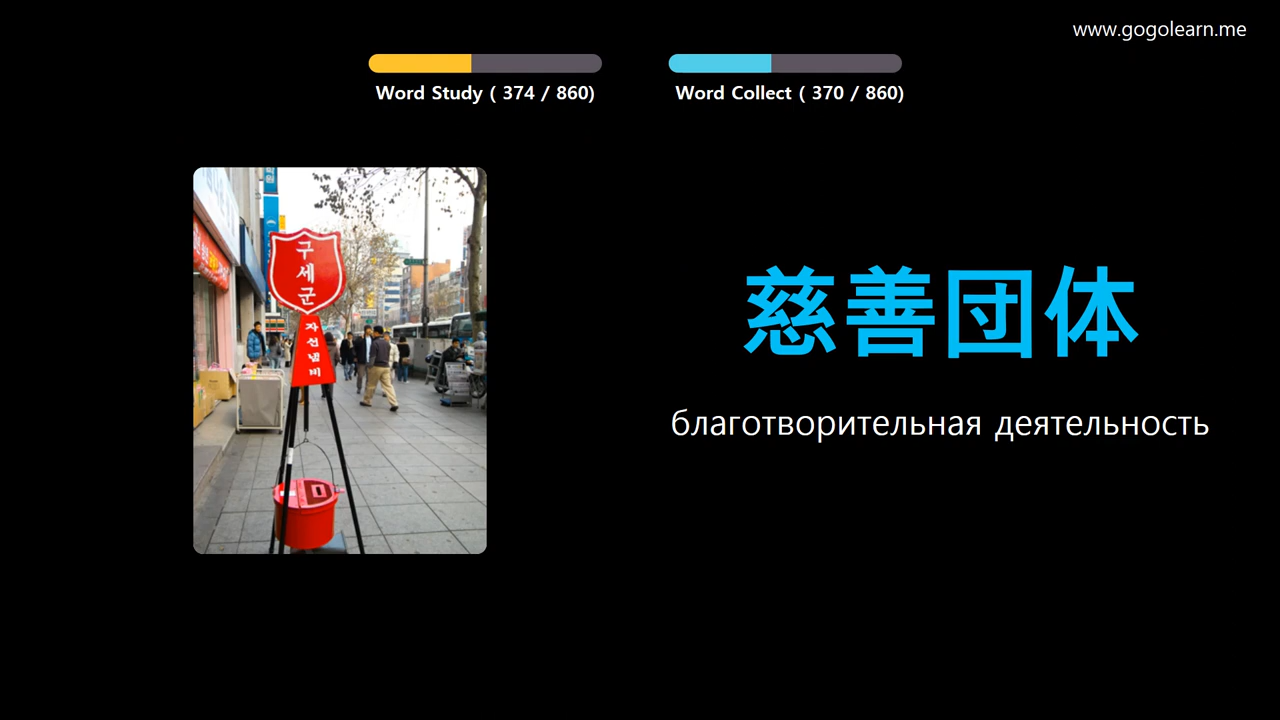 www.gogolearn.me
Word Study ( 374 / 860)
Word Collect ( 370 / 860)
구세군
자선냄비
慈善団体
благотворительная деятельность